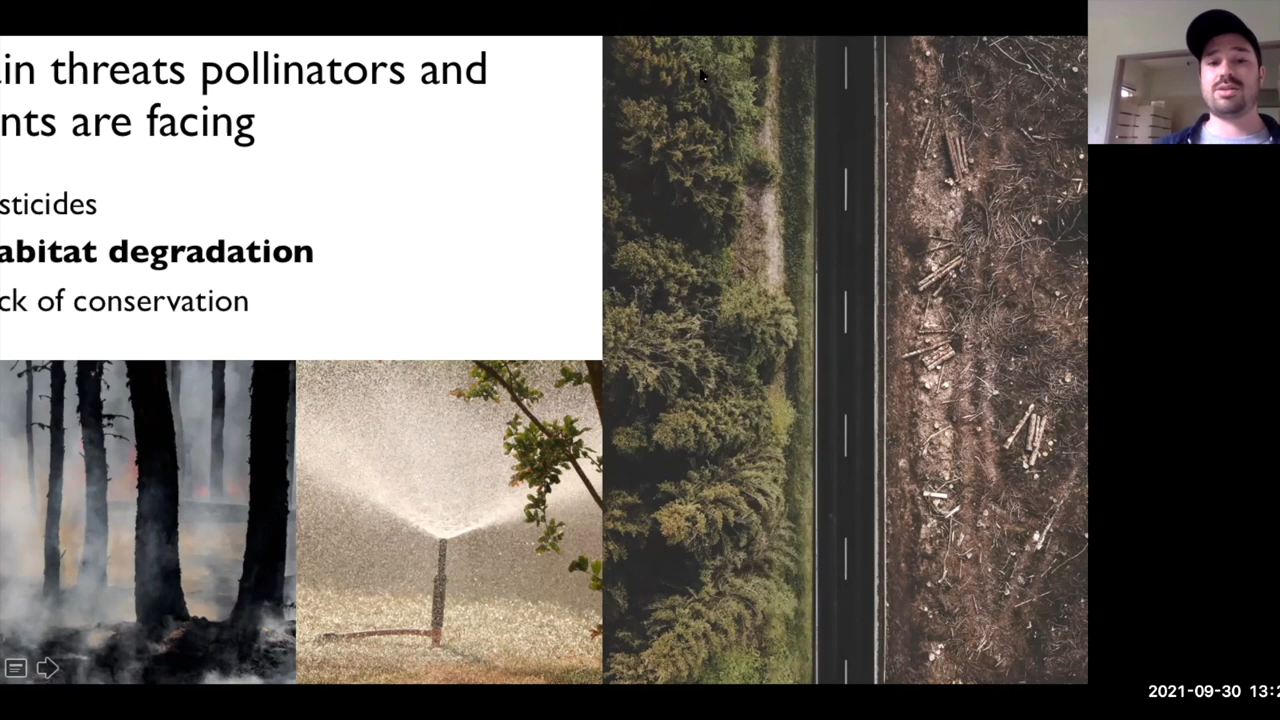 in threats pollinators and
nts are facing
sticides
abitat degradation
ck of conservation
2021-09-30 13:2